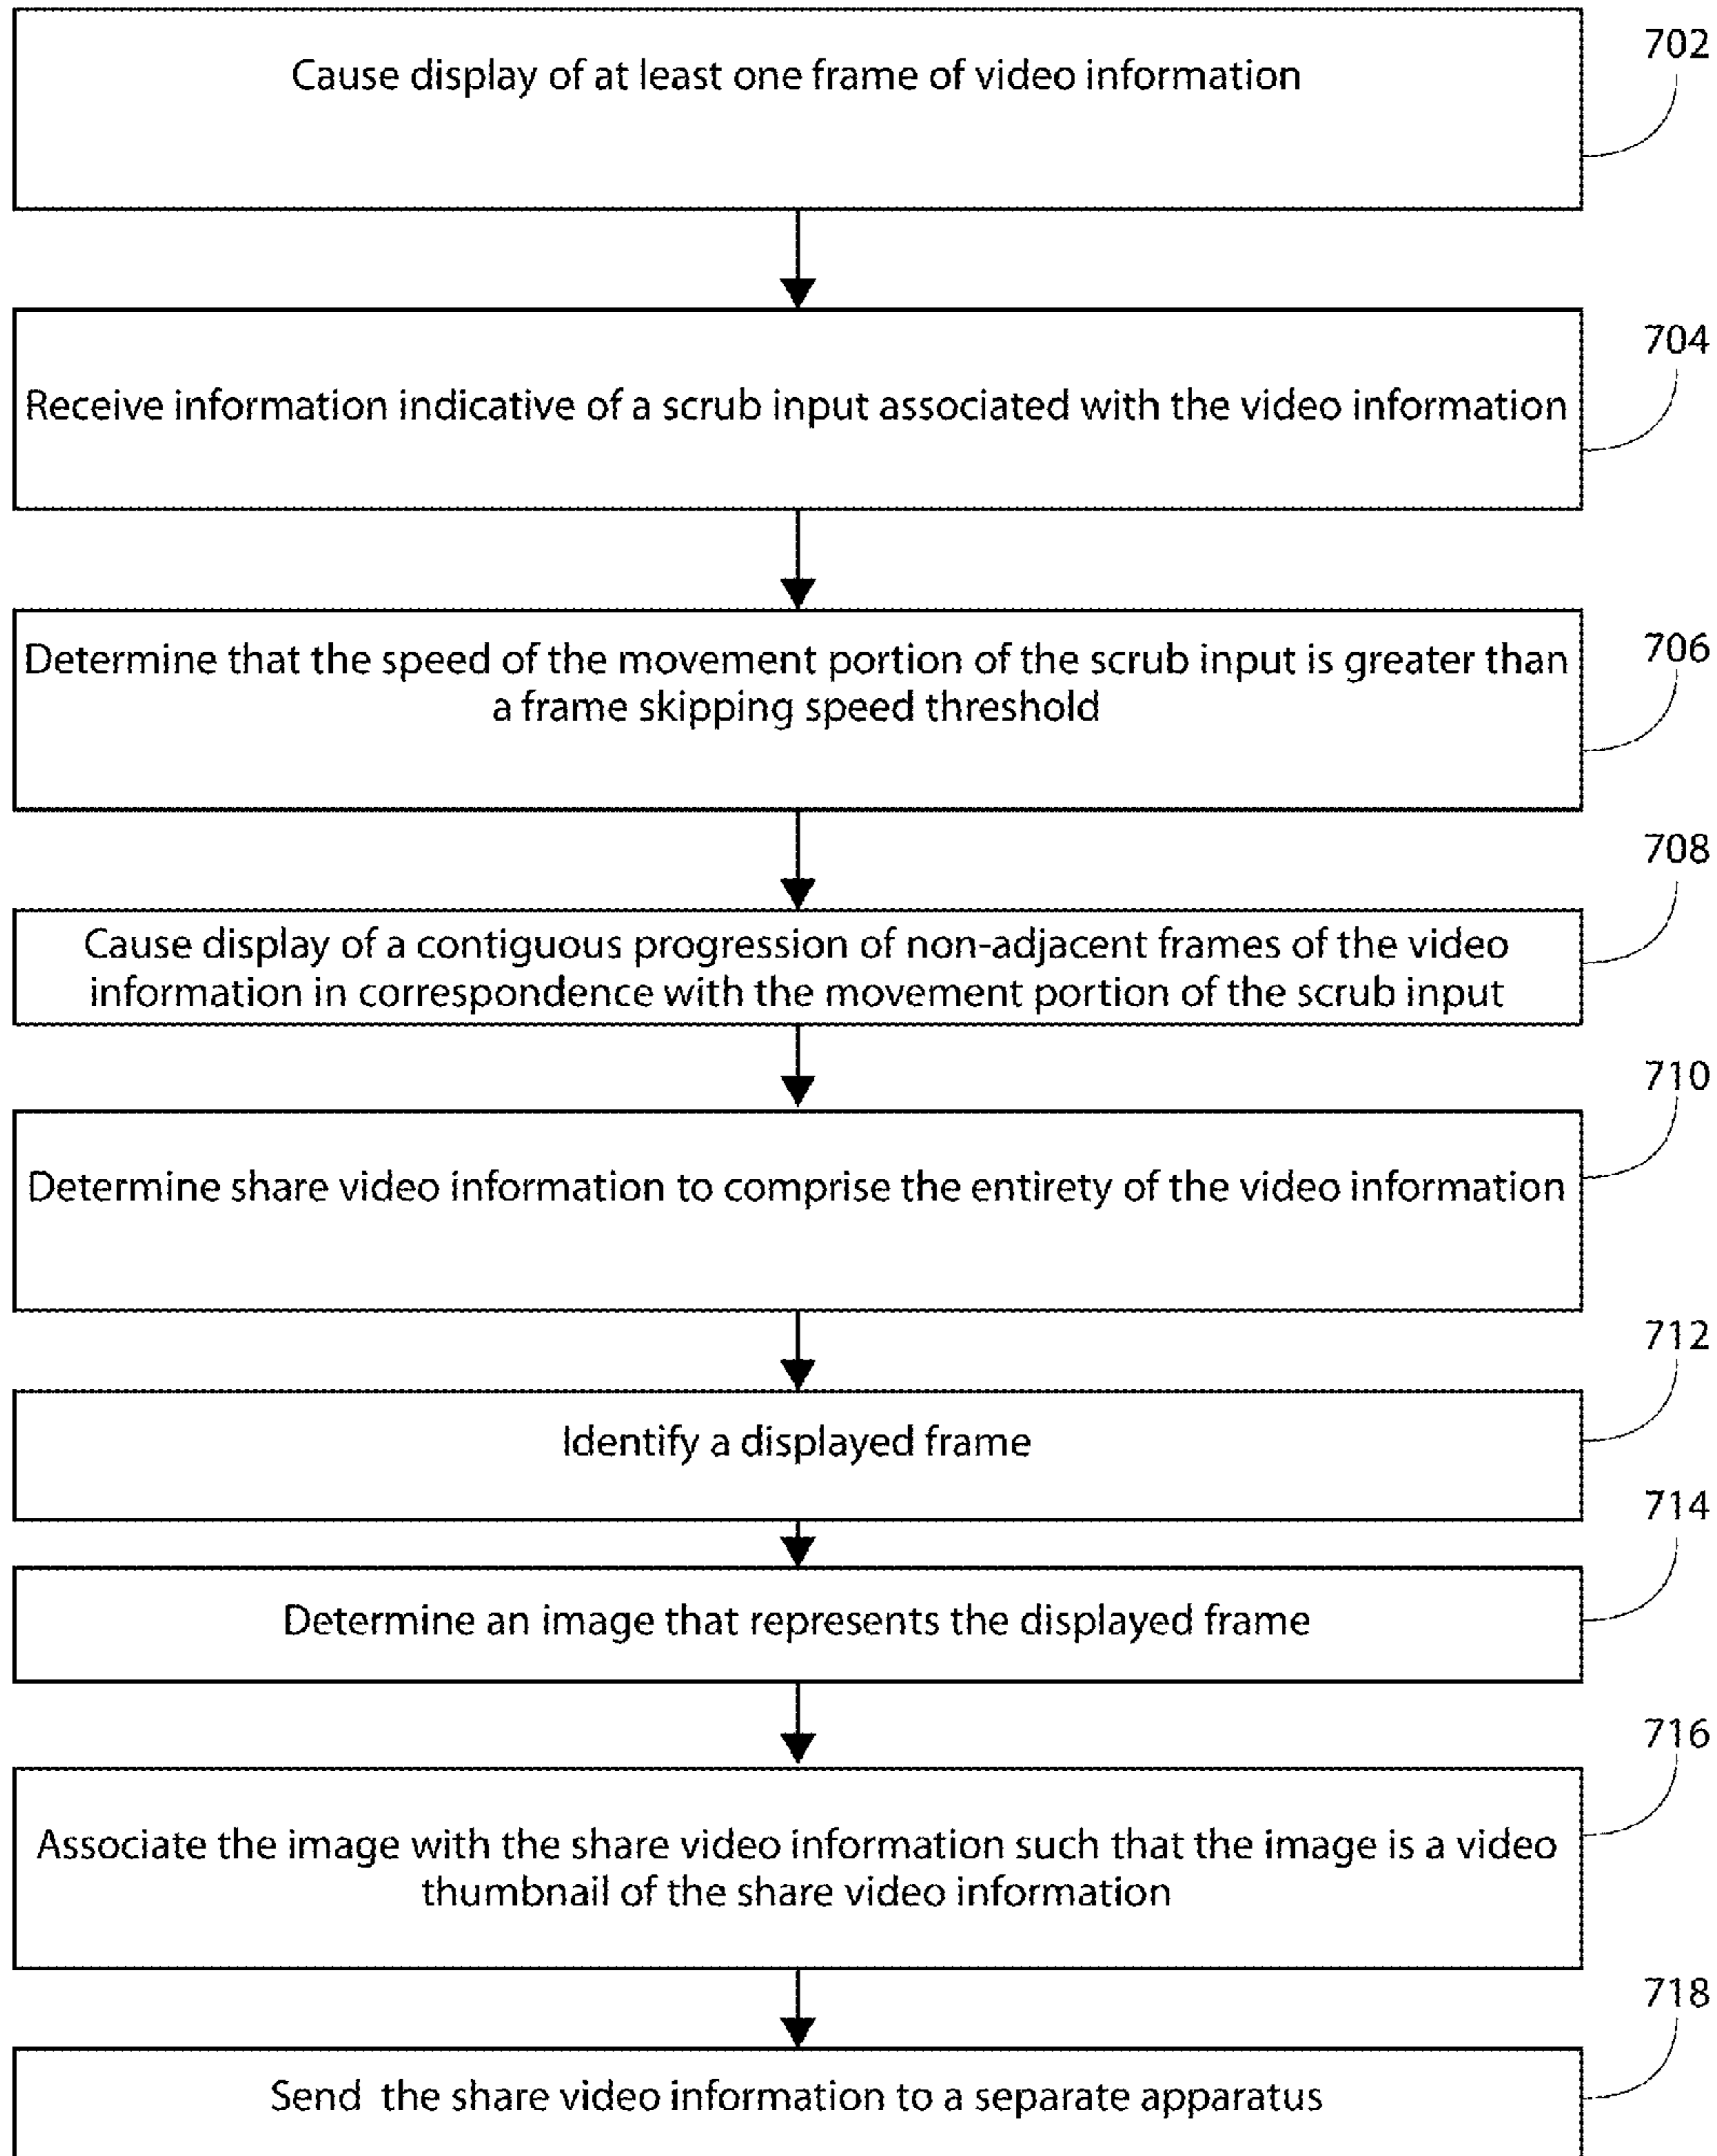 702
Cause display of at least one frame of video information
704
Receive information indicative of a scrub input associated with the video information
706
Determine that the speed of the movement portion of the scrub input is greater than
a frame skipping speed threshold
708
Cause display of a contiguous progression of non-adjacent frames of the video
information in correspondence with the movement portion of the scrub input
710
Determine share video information to comprise the entirety of the video information
712
Identify a displayed frame
714
Determine an image that represents the displayed frame
716
Associate the image with the share video information such that the image is a video
thumbnail of the share video information
718
Send the share video information to a separate apparatus